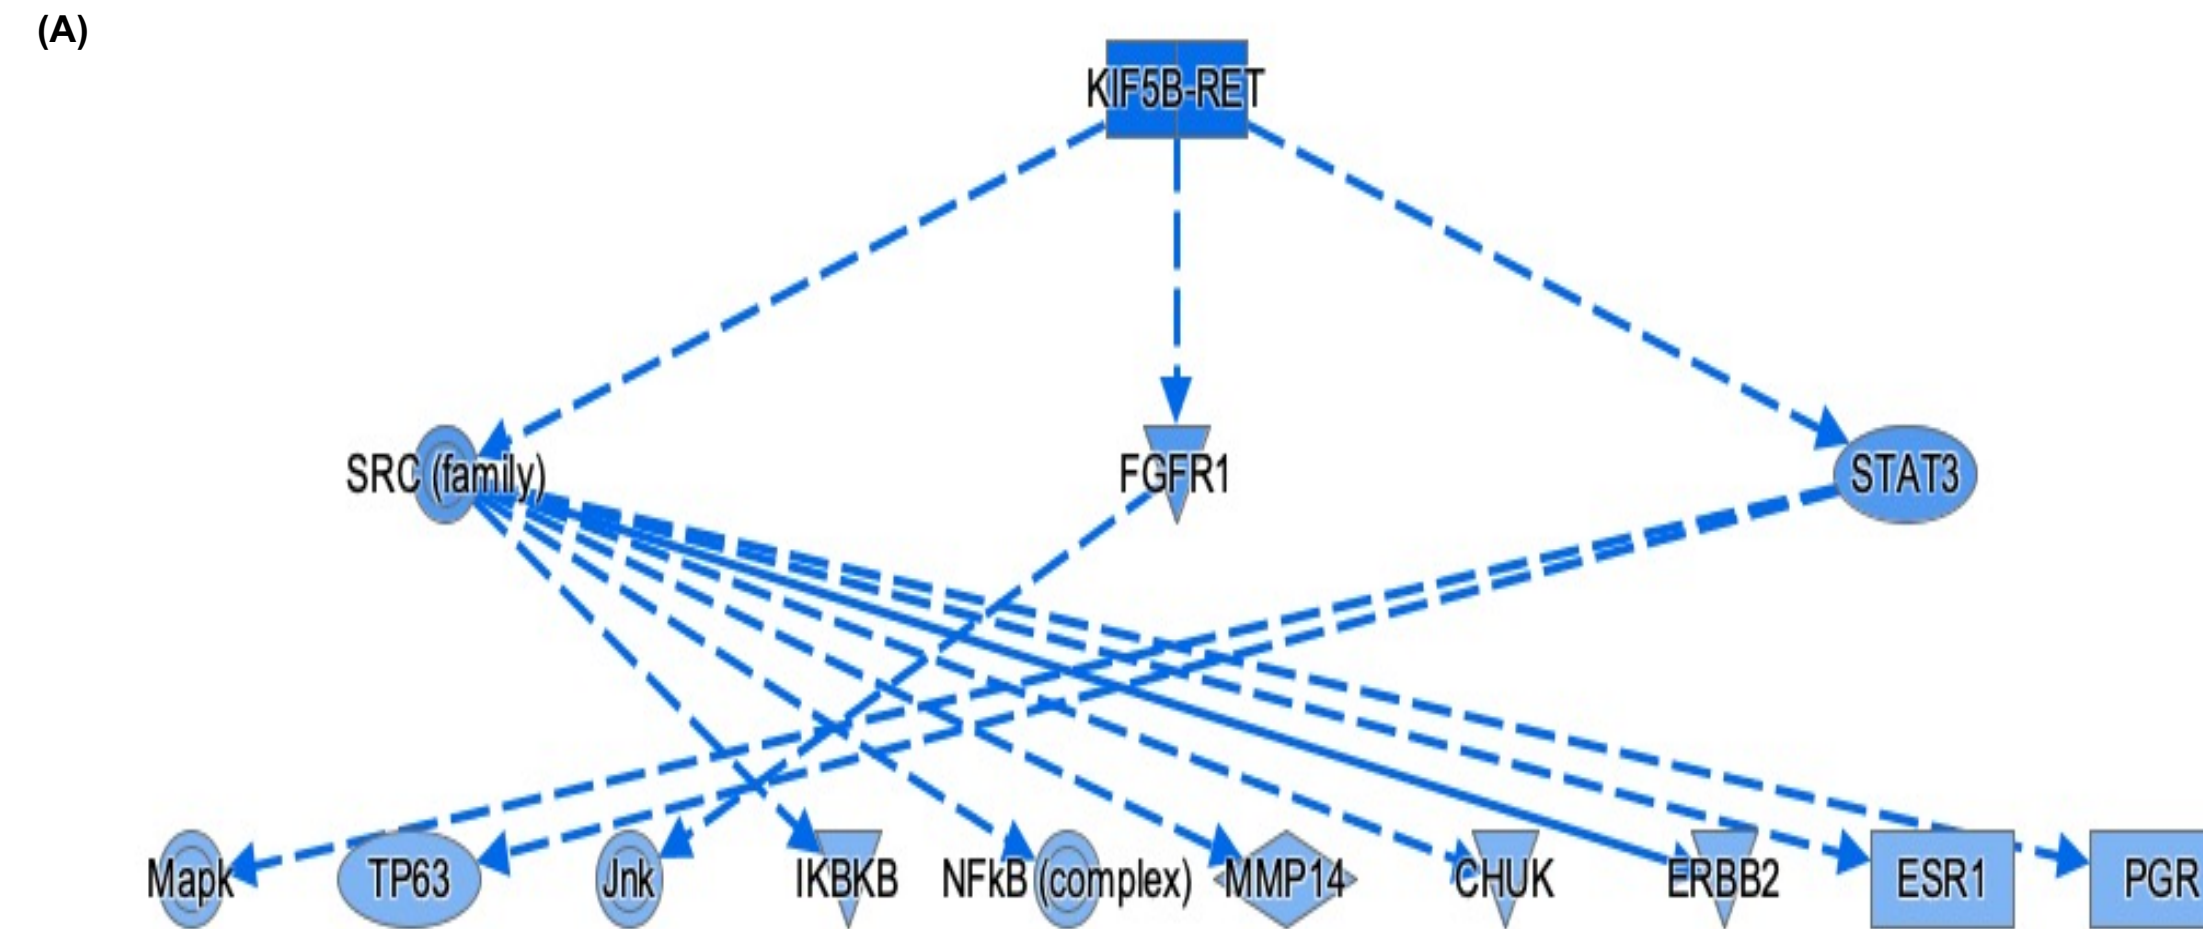 (A)
KIF5B-RET
SRC (family)
FGFR1
STAT3
Mapk
TP63
Jnk
IKBKB
NFkB (complex)
MMP14
CHUK
ERBB2
ESR1
PGR